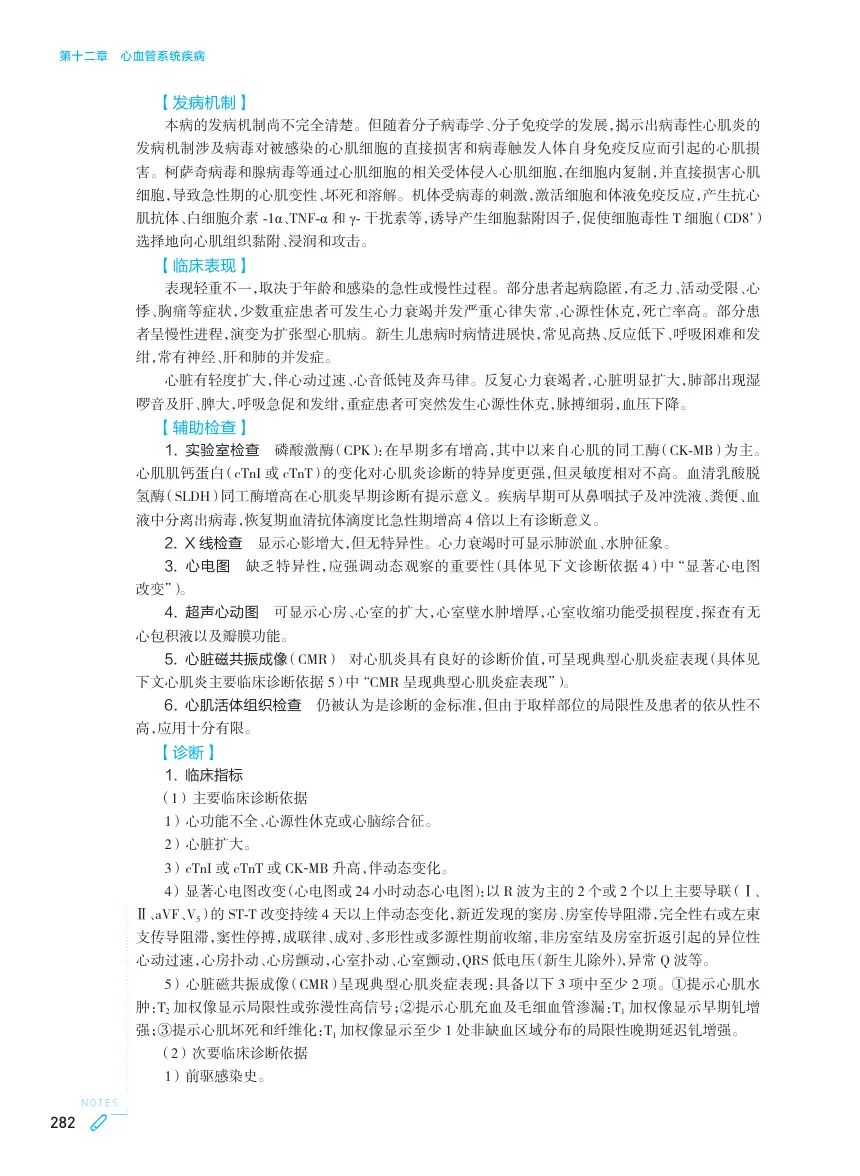 第十二章 心血管系统疾病
【发病机制】
本病的发病机制尚不完全清楚。但随着分子病毒学、分子免疫学的发展,揭示出病毒性心肌炎的
发病机制涉及病毒对被感染的心肌细胞的直接损害和病毒触发人体自身免疫反应而引起的心肌损
害。柯萨奇病毒和腺病毒等通过心肌细胞的相关受体侵入心肌细胞,在细胞内复制,并直接损害心肌
细胞,导致急性期的心肌变性、坏死和溶解。机体受病毒的刺激,激活细胞和体液免疫反应,产生抗心
肌抗体、白细胞介素 -1α、TNF-α 和 γ- 干扰素等,诱导产生细胞黏附因子,促使细胞毒性 T 细胞（CD8⁺）
选择地向心肌组织黏附、浸润和攻击。
【临床表现】
表现轻重不一,取决于年龄和感染的急性或慢性过程。部分患者起病隐匿,有乏力、活动受限、心
悸、胸痛等症状,少数重症患者可发生心力衰竭并发严重心律失常、心源性休克,死亡率高。部分患
者呈慢性进程,演变为扩张型心肌病。新生儿患病时病情进展快,常见高热、反应低下、呼吸困难和发
绀,常有神经、肝和肺的并发症。
心脏有轻度扩大,伴心动过速、心音低钝及奔马律。反复心力衰竭者,心脏明显扩大,肺部出现湿
啰音及肝、脾大,呼吸急促和发绀,重症患者可突然发生心源性休克,脉搏细弱,血压下降。
【辅助检查】
1. 实验室检查 磷酸激酶（CPK）:在早期多有增高,其中以来自心肌的同工酶（CK-MB）为主。
心肌肌钙蛋白（cTnI 或 cTnT）的变化对心肌炎诊断的特异度更强,但灵敏度相对不高。血清乳酸脱
氢酶（SLDH）同工酶增高在心肌炎早期诊断有提示意义。疾病早期可从鼻咽拭子及冲洗液、粪便、血
液中分离出病毒,恢复期血清抗体滴度比急性期增高 4 倍以上有诊断意义。
2. X 线检查 显示心影增大,但无特异性。心力衰竭时可显示肺淤血、水肿征象。
3. 心电图 缺乏特异性,应强调动态观察的重要性（具体见下文诊断依据 4）中“显著心电图
改变”）。
4. 超声心动图 可显示心房、心室的扩大,心室壁水肿增厚,心室收缩功能受损程度,探查有无
心包积液以及瓣膜功能。
5. 心脏磁共振成像（CMR） 对心肌炎具有良好的诊断价值,可呈现典型心肌炎症表现（具体见
下文心肌炎主要临床诊断依据 5）中“CMR 呈现典型心肌炎症表现”）。
6. 心肌活体组织检查 仍被认为是诊断的金标准,但由于取样部位的局限性及患者的依从性不
高,应用十分有限。
【诊断】
1. 临床指标
（1）主要临床诊断依据
1）心功能不全、心源性休克或心脑综合征。
2）心脏扩大。
3）cTnI 或 cTnT 或 CK-MB 升高,伴动态变化。
4）显著心电图改变（心电图或 24 小时动态心电图）:以 R 波为主的 2 个或 2 个以上主要导联（Ⅰ、
Ⅱ、aVF、V₅）的 ST-T 改变持续 4 天以上伴动态变化,新近发现的窦房、房室传导阻滞,完全性右或左束
支传导阻滞,窦性停搏,成联律、成对、多形性或多源性期前收缩,非房室结及房室折返引起的异位性
心动过速,心房扑动、心房颤动,心室扑动、心室颤动,QRS 低电压（新生儿除外）,异常 Q 波等。
5）心脏磁共振成像（CMR）呈现典型心肌炎症表现:具备以下 3 项中至少 2 项。①提示心肌水
肿:T₂ 加权像显示局限性或弥漫性高信号;②提示心肌充血及毛细血管渗漏:T₁ 加权像显示早期钆增
强;③提示心肌坏死和纤维化:T₁ 加权像显示至少 1 处非缺血区域分布的局限性晚期延迟钆增强。
（2）次要临床诊断依据
1）前驱感染史。
NOTES
282